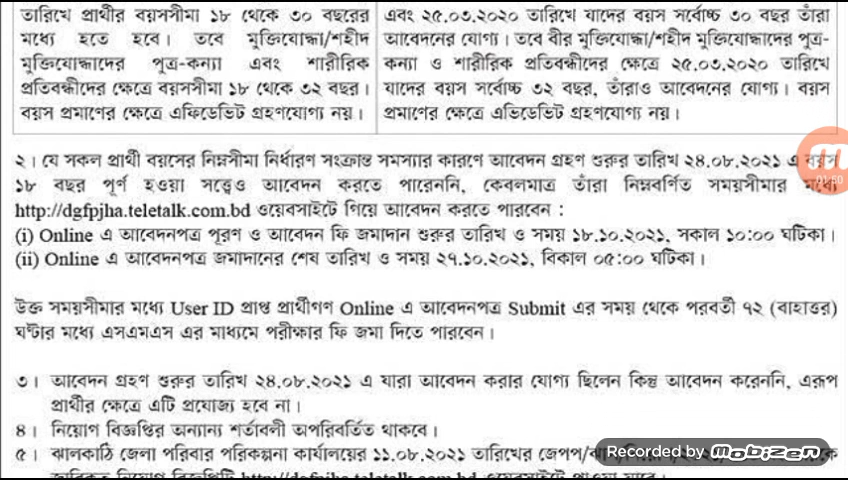 তারিখে প্রার্থীর বয়সসীমা ১৮ থেকে ৩০ বছরের
মধ্যে হতে হবে। তবে মুক্তিযোদ্ধা/শহীদ
মুক্তিযোদ্ধাদের পুত্র-কন্যা এবং শারীরিক
প্রতিবন্ধীদের ক্ষেত্রে বয়সসীমা ১৮ থেকে ৩২ বছর।
বয়স প্রমাণের ক্ষেত্রে এফিডেভিট গ্রহণযোগ্য নয়।
এবং ২৫.০৩.২০২০ তারিখে যাদের বয়স সর্বোচ্চ ৩০ বছর তাঁরা
আবেদনের যোগ্য। তবে বীর মুক্তিযোদ্ধা/শহীদ মুক্তিযোদ্ধাদের পুত্র-
কন্যা ও শারীরিক প্রতিবন্ধীদের ক্ষেত্রে ২৫.০৩.২০২০ তারিখে
যাদের বয়স সর্বোচ্চ ৩২ বছর, তাঁরাও আবেদনের যোগ্য। বয়স
প্রমাণের ক্ষেত্রে এভিডেভিট গ্রহণযোগ্য নয়।
২। যে সকল প্রার্থী বয়সের নিম্নসীমা নির্ধারণ সংক্রান্ত সমস্যার কারণে আবেদন গ্রহণ শুরুর তারিখ ২৪.০৮.২০২১ এ বয়স
১৮ বছর পূর্ণ হওয়া সত্ত্বেও আবেদন করতে পারেননি, কেবলমাত্র তাঁরা নিম্নবর্ণিত সময়সীমার মধ্যে
http://dgfpjha.teletalk.com.bd ওয়েবসাইটে গিয়ে আবেদন করতে পারবেন :
(i) Online এ আবেদনপত্র পূরণ ও আবেদন ফি জমাদান শুরুর তারিখ ও সময় ১৮.১০.২০২১, সকাল ১০:০০ ঘটিকা।
(ii) Online এ আবেদনপত্র জমাদানের শেষ তারিখ ও সময় ২৭.১০.২০২১, বিকাল ০৫:০০ ঘটিকা।
উক্ত সময়সীমার মধ্যে User ID প্রাপ্ত প্রার্থীগণ Online এ আবেদনপত্র Submit এর সময় থেকে পরবর্তী ৭২ (বাহাত্তর)
ঘণ্টার মধ্যে এসএমএস এর মাধ্যমে পরীক্ষার ফি জমা দিতে পারবেন।
৩। আবেদন গ্রহণ শুরুর তারিখ ২৪.০৮.২০২১ এ যারা আবেদন করার যোগ্য ছিলেন কিন্তু আবেদন করেননি, এরূপ
প্রার্থীর ক্ষেত্রে এটি প্রযোজ্য হবে না।
৪। নিয়োগ বিজ্ঞপ্তির অন্যান্য শর্তাবলী অপরিবর্তিত থাকবে।
৫। ঝালকাঠি জেলা পরিবার পরিকল্পনা কার্যালয়ের ১১.০৮.২০২১ তারিখের জেপপ/
Recorded by Mobizen
01:50